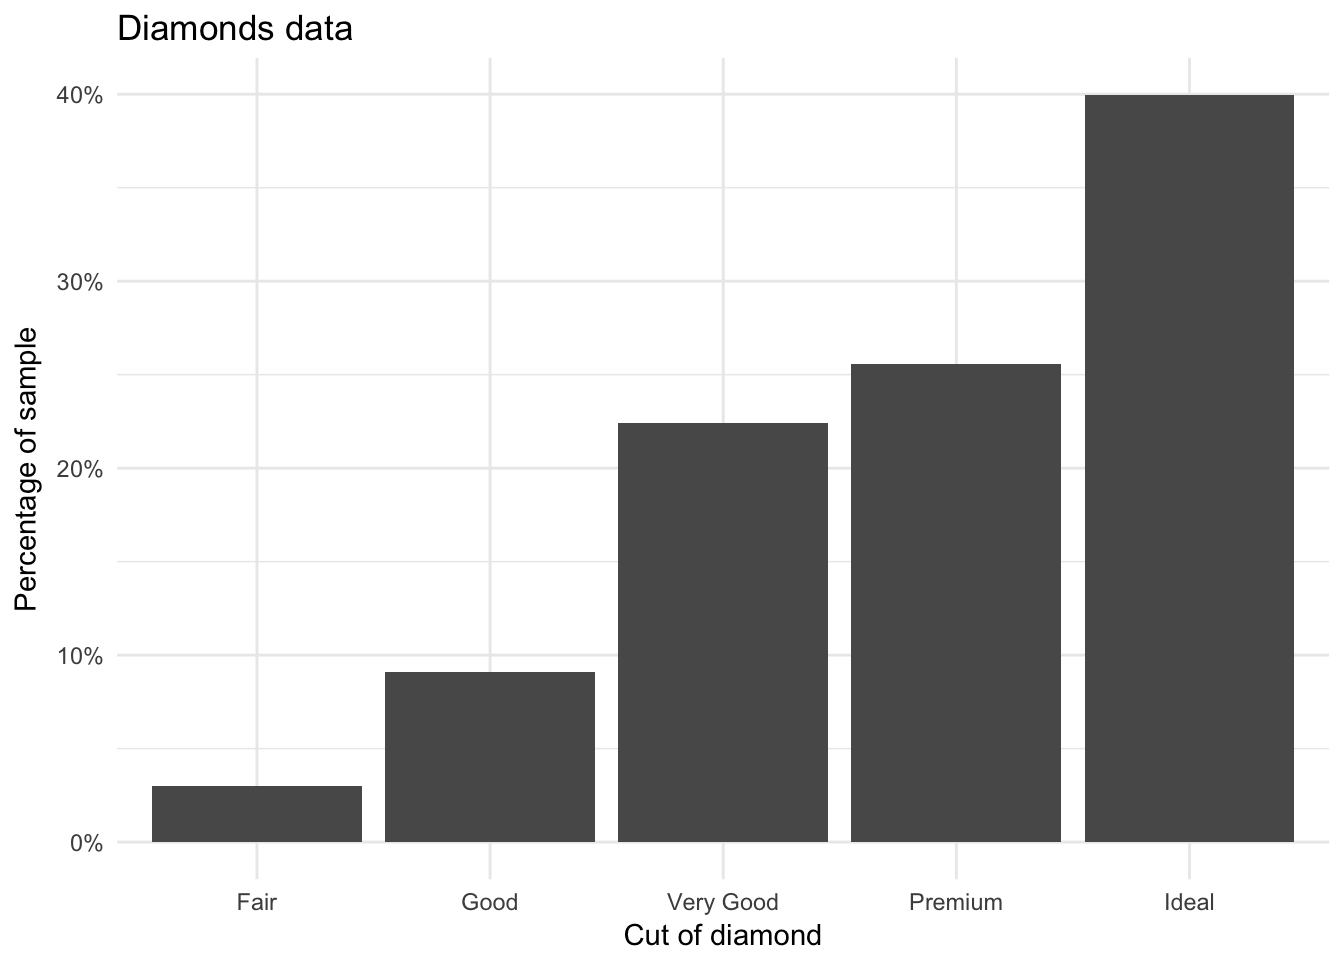 Diamonds data
40%
30%
20%
10%
0%
Percentage of sample
Fair Good Very Good Premium Ideal
Cut of diamond